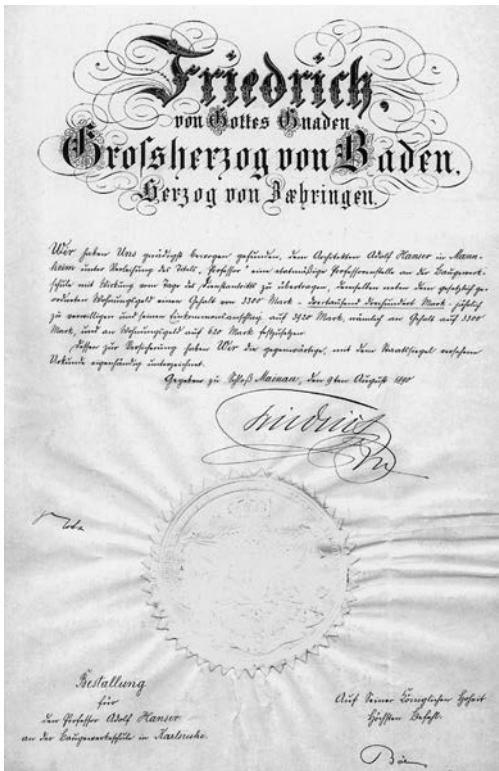 Friedrich,
von Gottes Gnaden
Grossherzog von Baden,
Herzog von Zæhringen.
Wir haben Uns gnädigst bewogen gefunden, dem Architekten Adolf Hanser in Mann-
heim unter Verleihung des Titels „Professor" eine etatmäßige Professorenstelle an der Baugewerk-
schule mit Wirkung vom Tage des Dienstantritts zu übertragen, demselben neben dem gesetzlich ge-
ordneten Wohnungsgeld einen Gehalt von 3300 Mark - dreitausend dreihundert Mark - jährlich
zu verwilligen und seinen Einkommensanschlag auf 3920 Mark, nämlich an Gehalt auf 3300
Mark, und an Wohnungsgeld auf 620 Mark festzusetzen.
Dessen zur Versicherung haben Wir die gegenwärtige, mit dem Staatssiegel versehene
Urkunde eigenhändig unterzeichnet.
Gegeben zu Schloß Mainau, den 9ten August 1890
Friedrich
Bestallung
für
den Professor Adolf Hanser
an der Baugewerkeschule in Karlsruhe.
Auf Seiner Königlichen Hoheit
Höchsten Befehl.